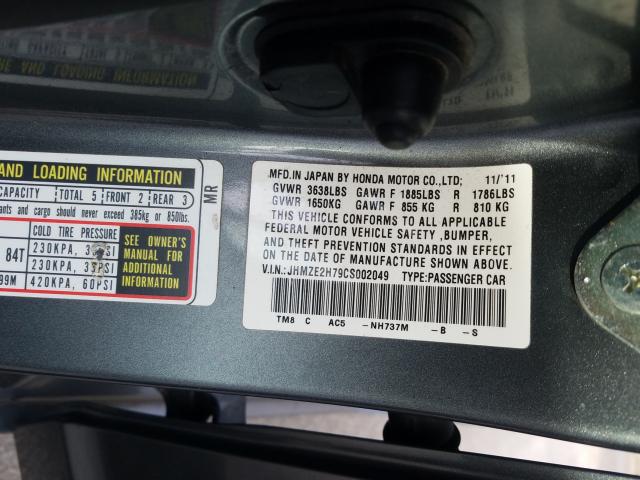 AND LOADING INFORMATION
CAPACITY TOTAL 5 FRONT 2 REAR 3
ants and cargo should never exceed 385kg or 850lbs.
COLD TIRE PRESSURE
84T 230KPA, 33PSI
230KPA, 33PSI
99M 420KPA, 60PSI
SEE OWNER'S
MANUAL FOR
ADDITIONAL
INFORMATION
MR
MFD.IN JAPAN BY HONDA MOTOR CO.,LTD; 11/'11
GVWR 3638LBS GAWR F 1885LBS R 1786LBS
GVWR 1650KG GAWR F 855 KG R 810 KG
THIS VEHICLE CONFORMS TO ALL APPLICABLE
FEDERAL MOTOR VEHICLE SAFETY ,BUMPER,
AND THEFT PREVENTION STANDARDS IN EFFECT
ON THE DATE OF MANUFACTURE SHOWN ABOVE.
V.I.N.:JHMZE2H79CS002049 TYPE:PASSENGER CAR
TM8 C AC5 -NH737M -B -S